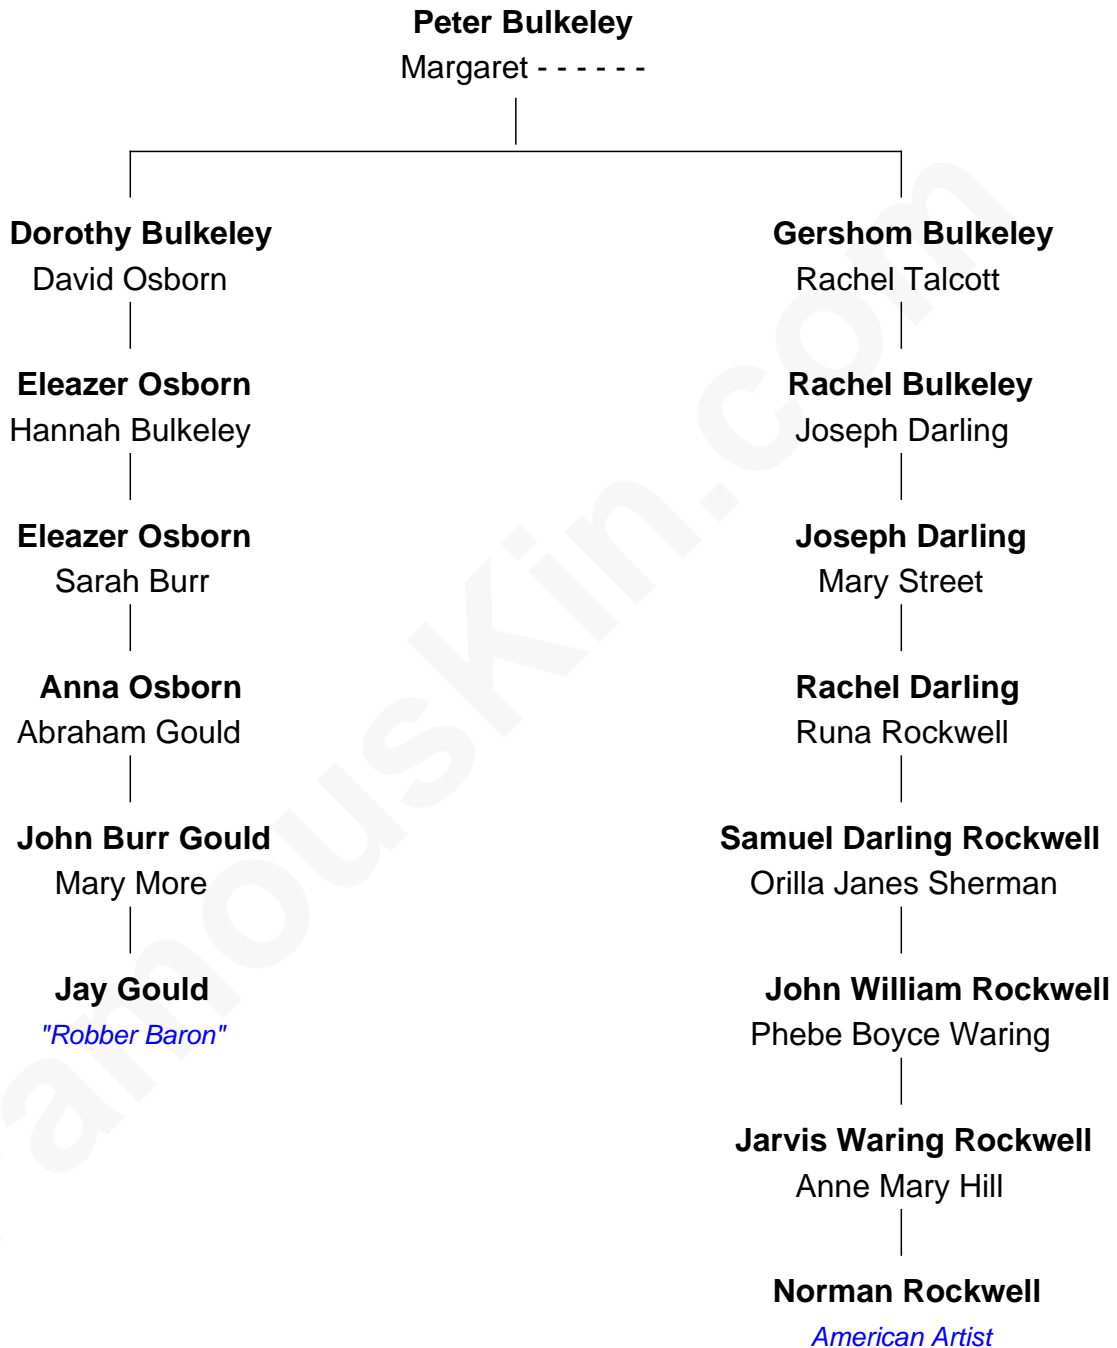 Peter Bulkeley
Margaret - - - - - -
Dorothy Bulkeley
David Osborn
Gershom Bulkeley
Rachel Talcott
Eleazer Osborn
Hannah Bulkeley
Rachel Bulkeley
Joseph Darling
Eleazer Osborn
Sarah Burr
Joseph Darling
Mary Street
Anna Osborn
Abraham Gould
Rachel Darling
Runa Rockwell
John Burr Gould
Mary More
Samuel Darling Rockwell
Orilla Janes Sherman
Jay Gould
"Robber Baron"
John William Rockwell
Phebe Boyce Waring
Jarvis Waring Rockwell
Anne Mary Hill
Norman Rockwell
American Artist
amousKin.com